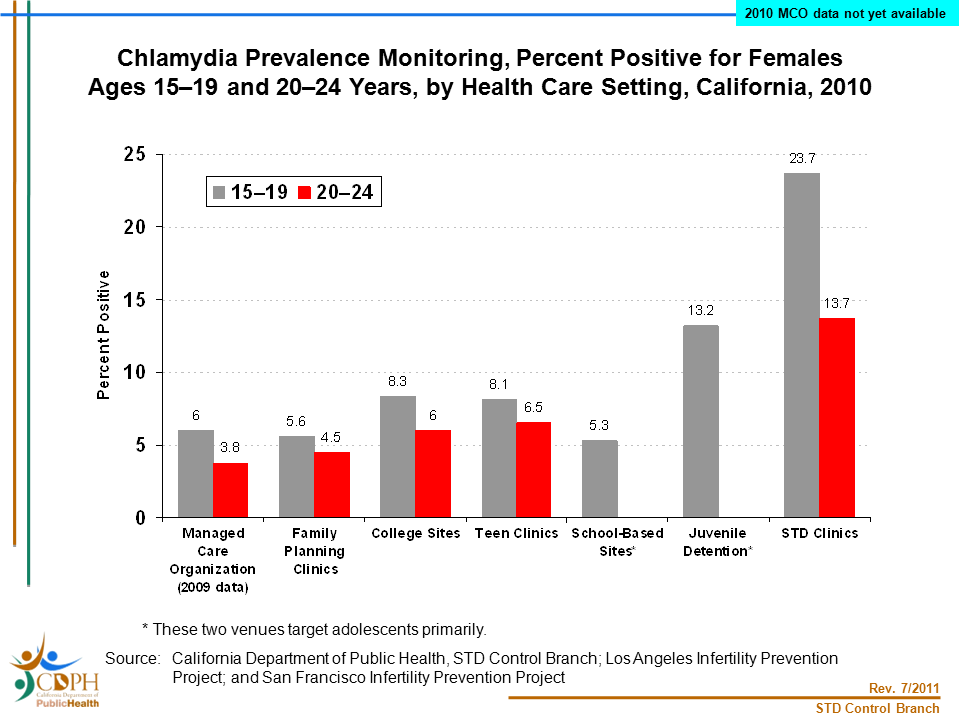 2010 MCO data not yet available
Chlamydia Prevalence Monitoring, Percent Positive for Females
Ages 15–19 and 20–24 Years, by Health Care Setting, California, 2010
Percent Positive
25
20
15
10
5
0
15–19 20–24
6
3.8
5.6
4.5
8.3
6
8.1
6.5
5.3
13.2
23.7
13.7
Managed
Care
Organization
(2009 data)
Family
Planning
Clinics
College Sites
Teen Clinics
School-Based
Sites*
Juvenile
Detention*
STD Clinics
* These two venues target adolescents primarily.
Source: California Department of Public Health, STD Control Branch; Los Angeles Infertility Prevention
Project; and San Francisco Infertility Prevention Project
CDPH
California Department of
PublicHealth
Rev. 7/2011
STD Control Branch